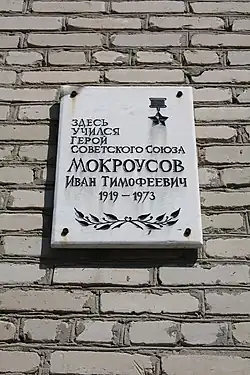 ЗДЕСЬ
УЧИЛСЯ
ГЕРОЙ
СОВЕТСКОГО СОЮЗА
МОКРОУСОВ
ИВАН ТИМОФЕЕВИЧ
1919 – 1973